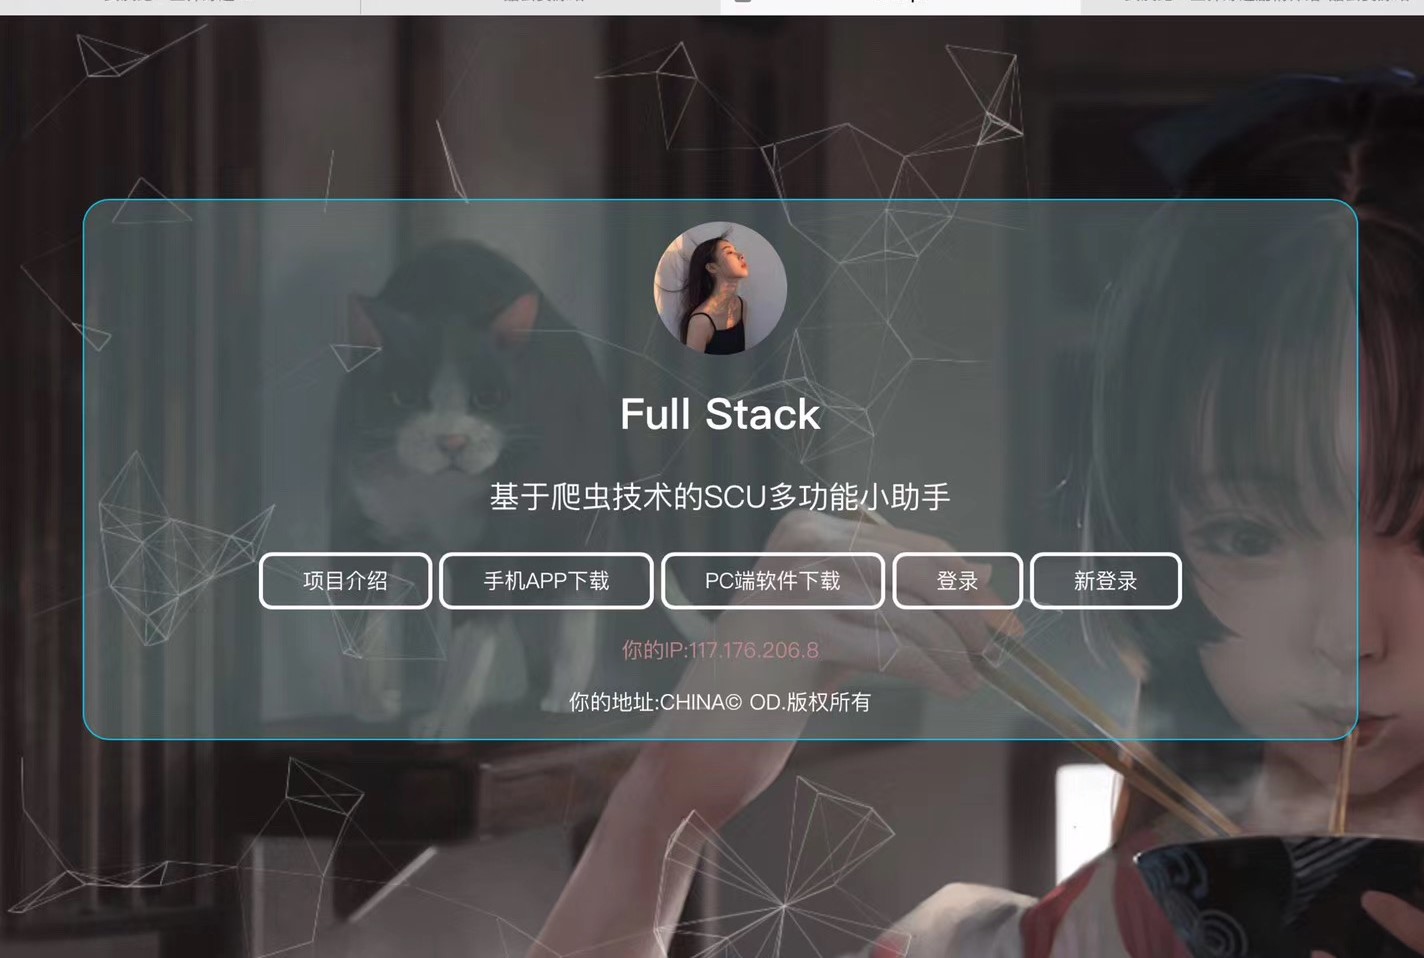 Full Stack
基于爬虫技术的SCU多功能小助手
项目介绍
手机APP下载
PC端软件下载
登录
新登录
你的IP:117.176.206.8
你的地址:CHINA© OD.版权所有